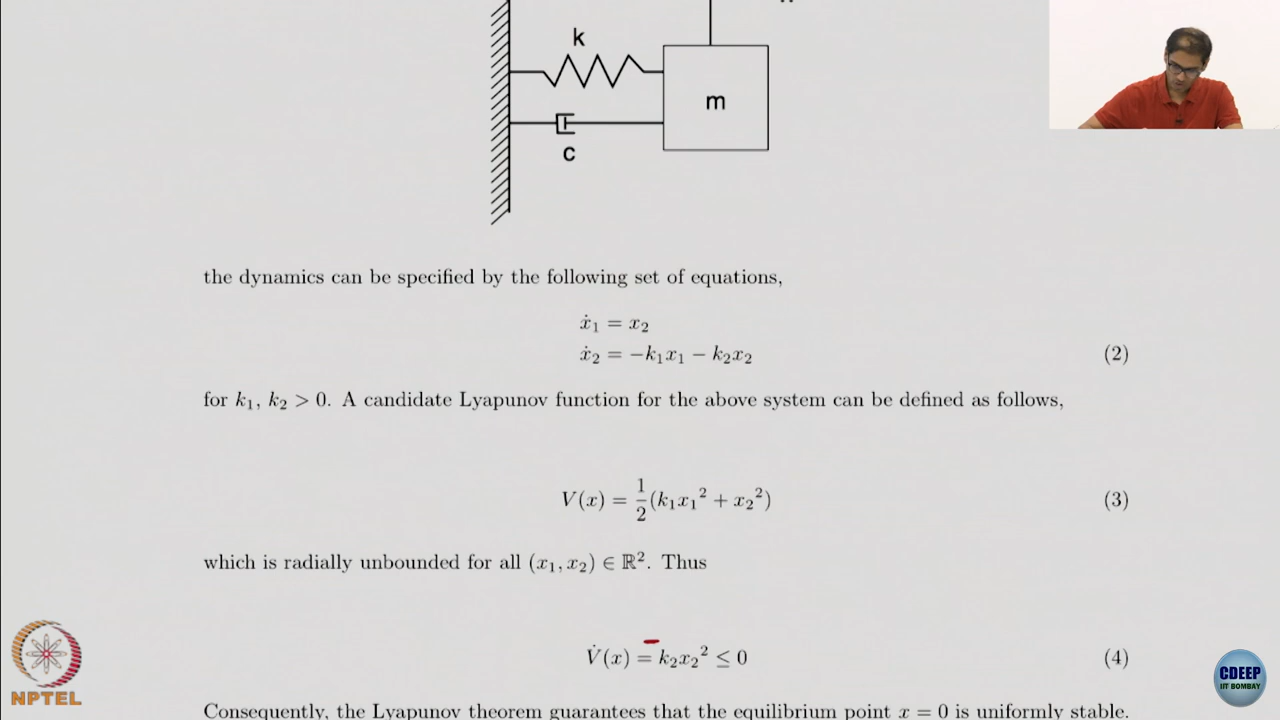 k
m
c
the dynamics can be specified by the following set of equations,
ẋ₁ = x₂
ẋ₂ = −k₁x₁ − k₂x₂ (2)
for k₁, k₂ > 0. A candidate Lyapunov function for the above system can be defined as follows,
V(x) = 1/2 (k₁x₁² + x₂²) (3)
which is radially unbounded for all (x₁, x₂) ∈ ℝ². Thus
V̇(x) = − k₂x₂² ≤ 0 (4)
Consequently, the Lyapunov theorem guarantees that the equilibrium point x = 0 is uniformly stable.
NPTEL
CDEEP
IIT BOMBAY